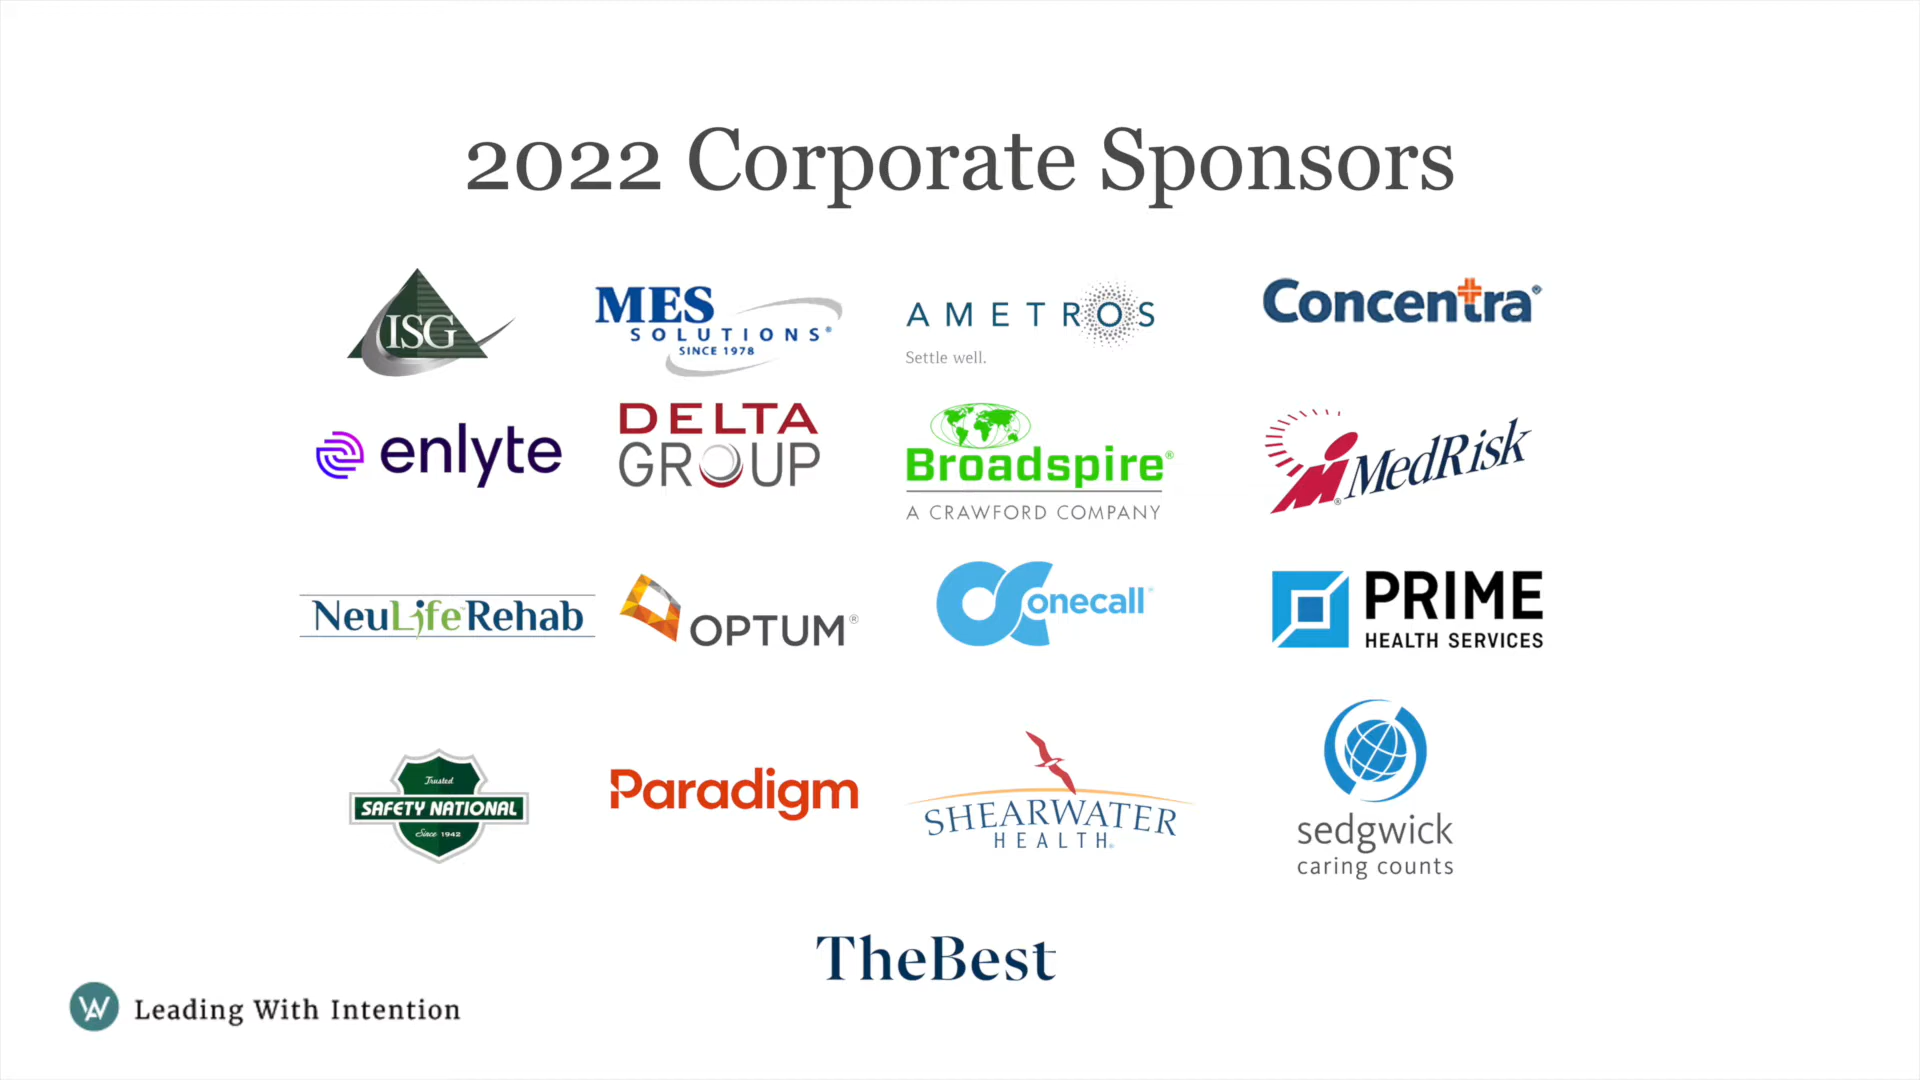 2022 Corporate Sponsors
ISG
MES
SOLUTIONS®
SINCE 1978
AMETROS
Settle well.
Concentra®
enlyte
DELTA
GROUP
Broadspire®
A CRAWFORD COMPANY
MedRisk
®
NeuLifeRehab
OPTUM®
onecall
PRIME
HEALTH SERVICES
Trusted
SAFETY NATIONAL
Since 1942
Paradigm
SHEARWATER
HEALTH
sedgwick
caring counts
TheBest
WA Leading With Intention